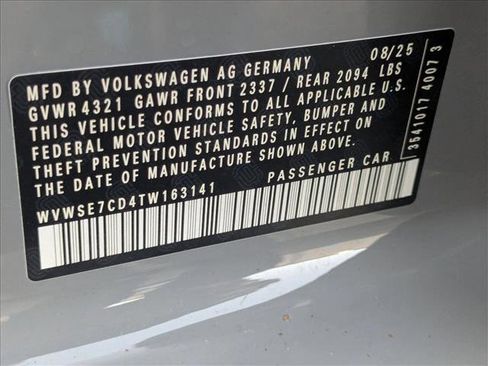 MFD BY VOLKSWAGEN AG GERMANY 08/25
GVWR 4321 GAWR FRONT 2337 / REAR 2094 LBS
THIS VEHICLE CONFORMS TO ALL APPLICABLE U.S.
FEDERAL MOTOR VEHICLE SAFETY, BUMPER AND
THEFT PREVENTION STANDARDS IN EFFECT ON
THE DATE OF MANUFACTURE SHOWN ABOVE.
WVWSE7CD4TW163141 PASSENGER CAR
3541017 4007 3